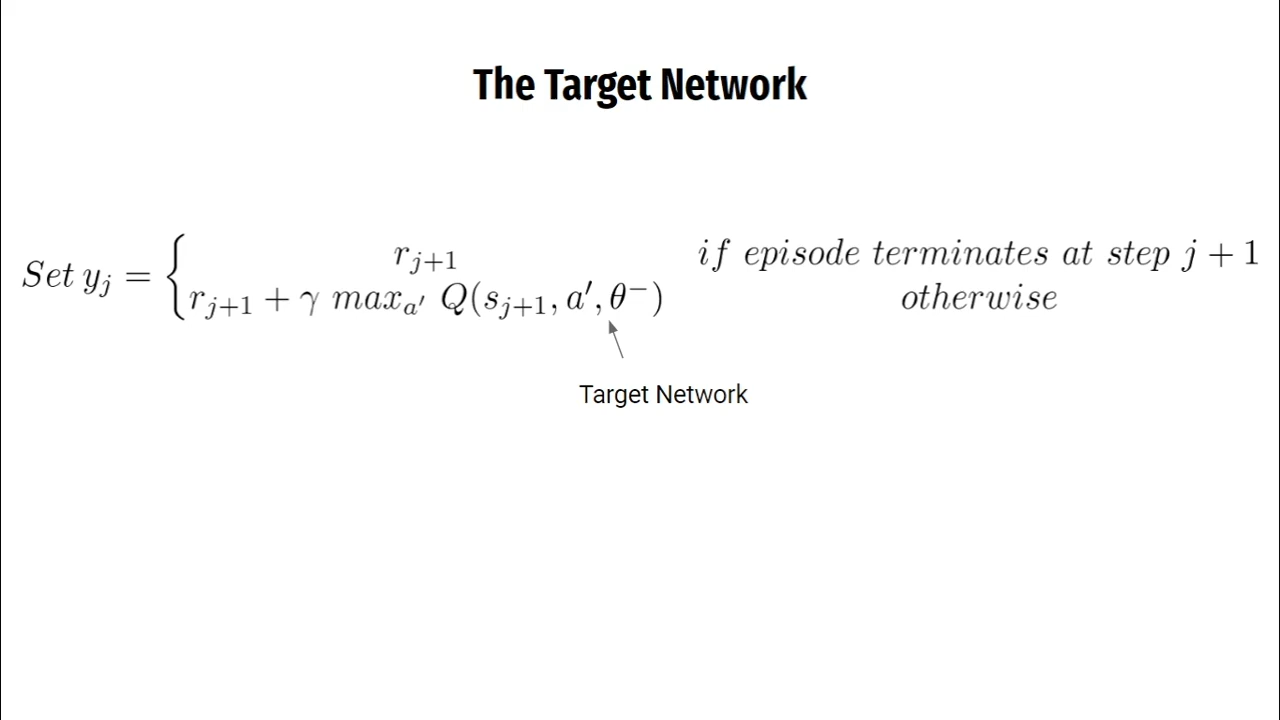 The Target Network
Set y_j = { r_{j+1} if episode terminates at step j + 1
r_{j+1} + γ max_{a′} Q(s_{j+1}, a′, θ⁻) otherwise
Target Network